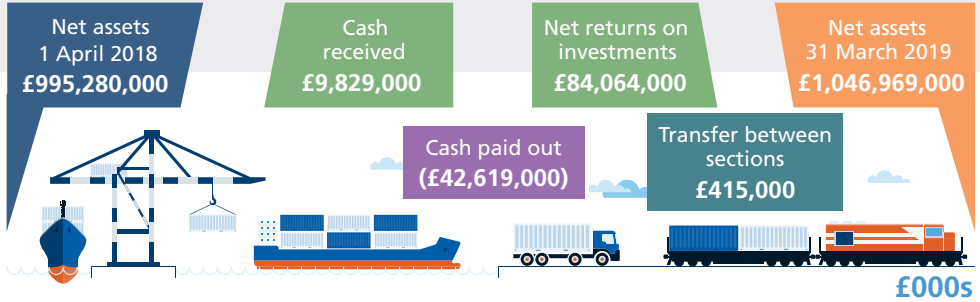 Net assets
1 April 2018
£995,280,000
Cash
received
£9,829,000
Net returns on
investments
£84,064,000
Net assets
31 March 2019
£1,046,969,000
Cash paid out
(£42,619,000)
Transfer between
sections
£415,000
£000s